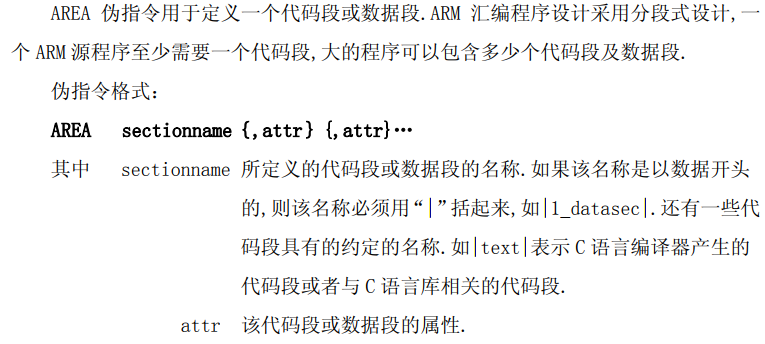 AREA 伪指令用于定义一个代码段或数据段.ARM 汇编程序设计采用分段式设计,一
个 ARM 源程序至少需要一个代码段,大的程序可以包含多少个代码段及数据段.
伪指令格式:
AREA sectionname {,attr} {,attr}…
其中 sectionname 所定义的代码段或数据段的名称.如果该名称是以数据开头
的,则该名称必须用“|”括起来,如|1_datasec|.还有一些代
码段具有的约定的名称.如|text|表示 C 语言编译器产生的
代码段或者与 C 语言库相关的代码段.
attr 该代码段或数据段的属性.